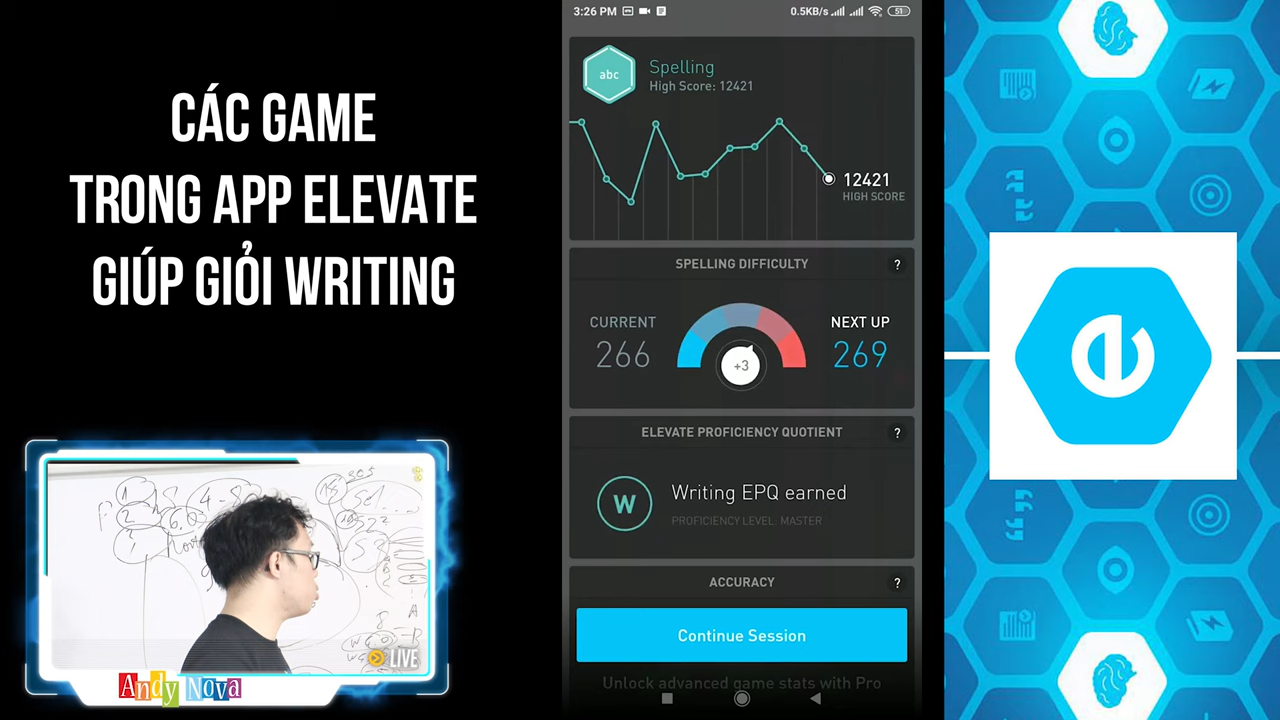 CÁC GAME
TRONG APP ELEVATE
GIÚP GIỎI WRITING
3:26 PM
0.5KB/s
51
abc
Spelling
High Score: 12421
12421
HIGH SCORE
SPELLING DIFFICULTY
?
CURRENT
266
+3
NEXT UP
269
ELEVATE PROFICIENCY QUOTIENT
?
W
Writing EPQ earned
PROFICIENCY LEVEL: MASTER
ACCURACY
?
Continue Session
Unlock advanced game stats with Pro
e
LIVE
Andy Nova